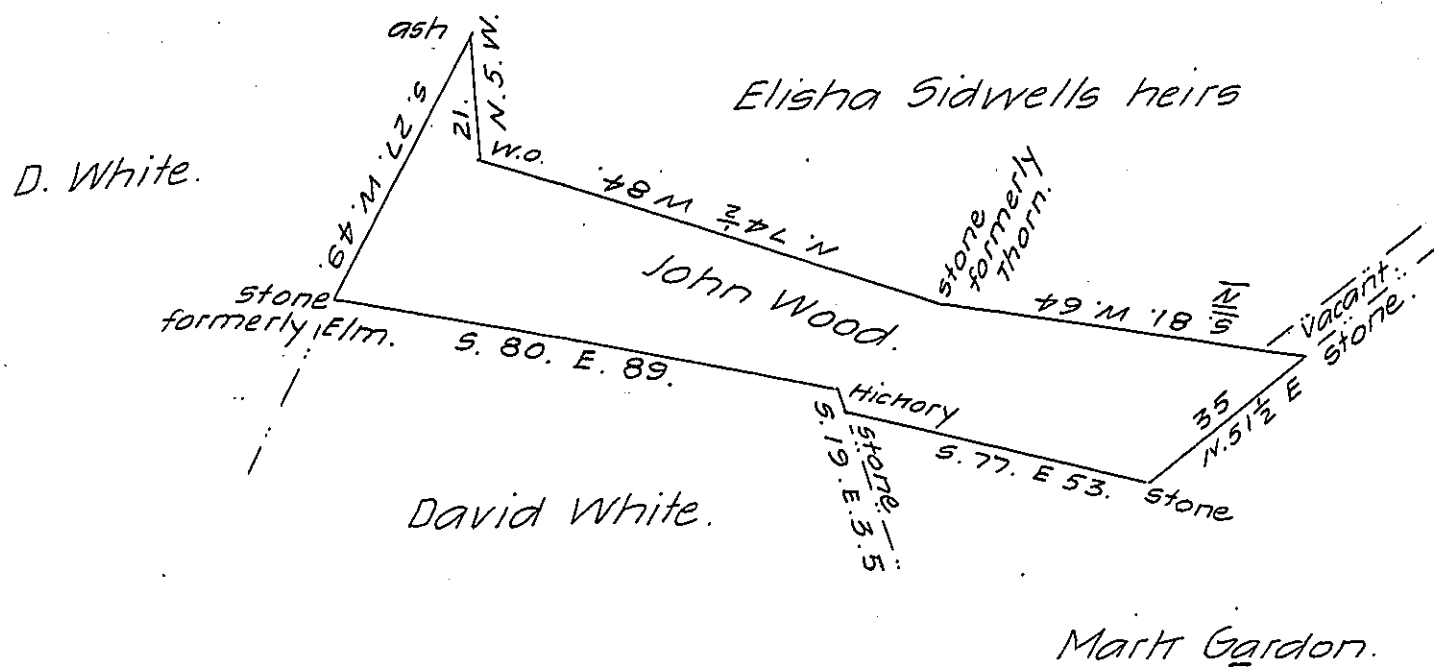 ash
N. 5. W.
21.
Elisha Sidwells heirs
D. White.
S. 27. W. 49.
W.O.
N. 74½ W 84.
stone
formerly
Thorn.
John Wood.
S/N 81. W. 64
vacant
stone.
stone
formerly Elm.
S. 80. E. 89.
Hickory
stone
S. 19. E. 3.5
S. 77. E 53.
stone
35
N. 51½ E
David White.
Mark Gardon.